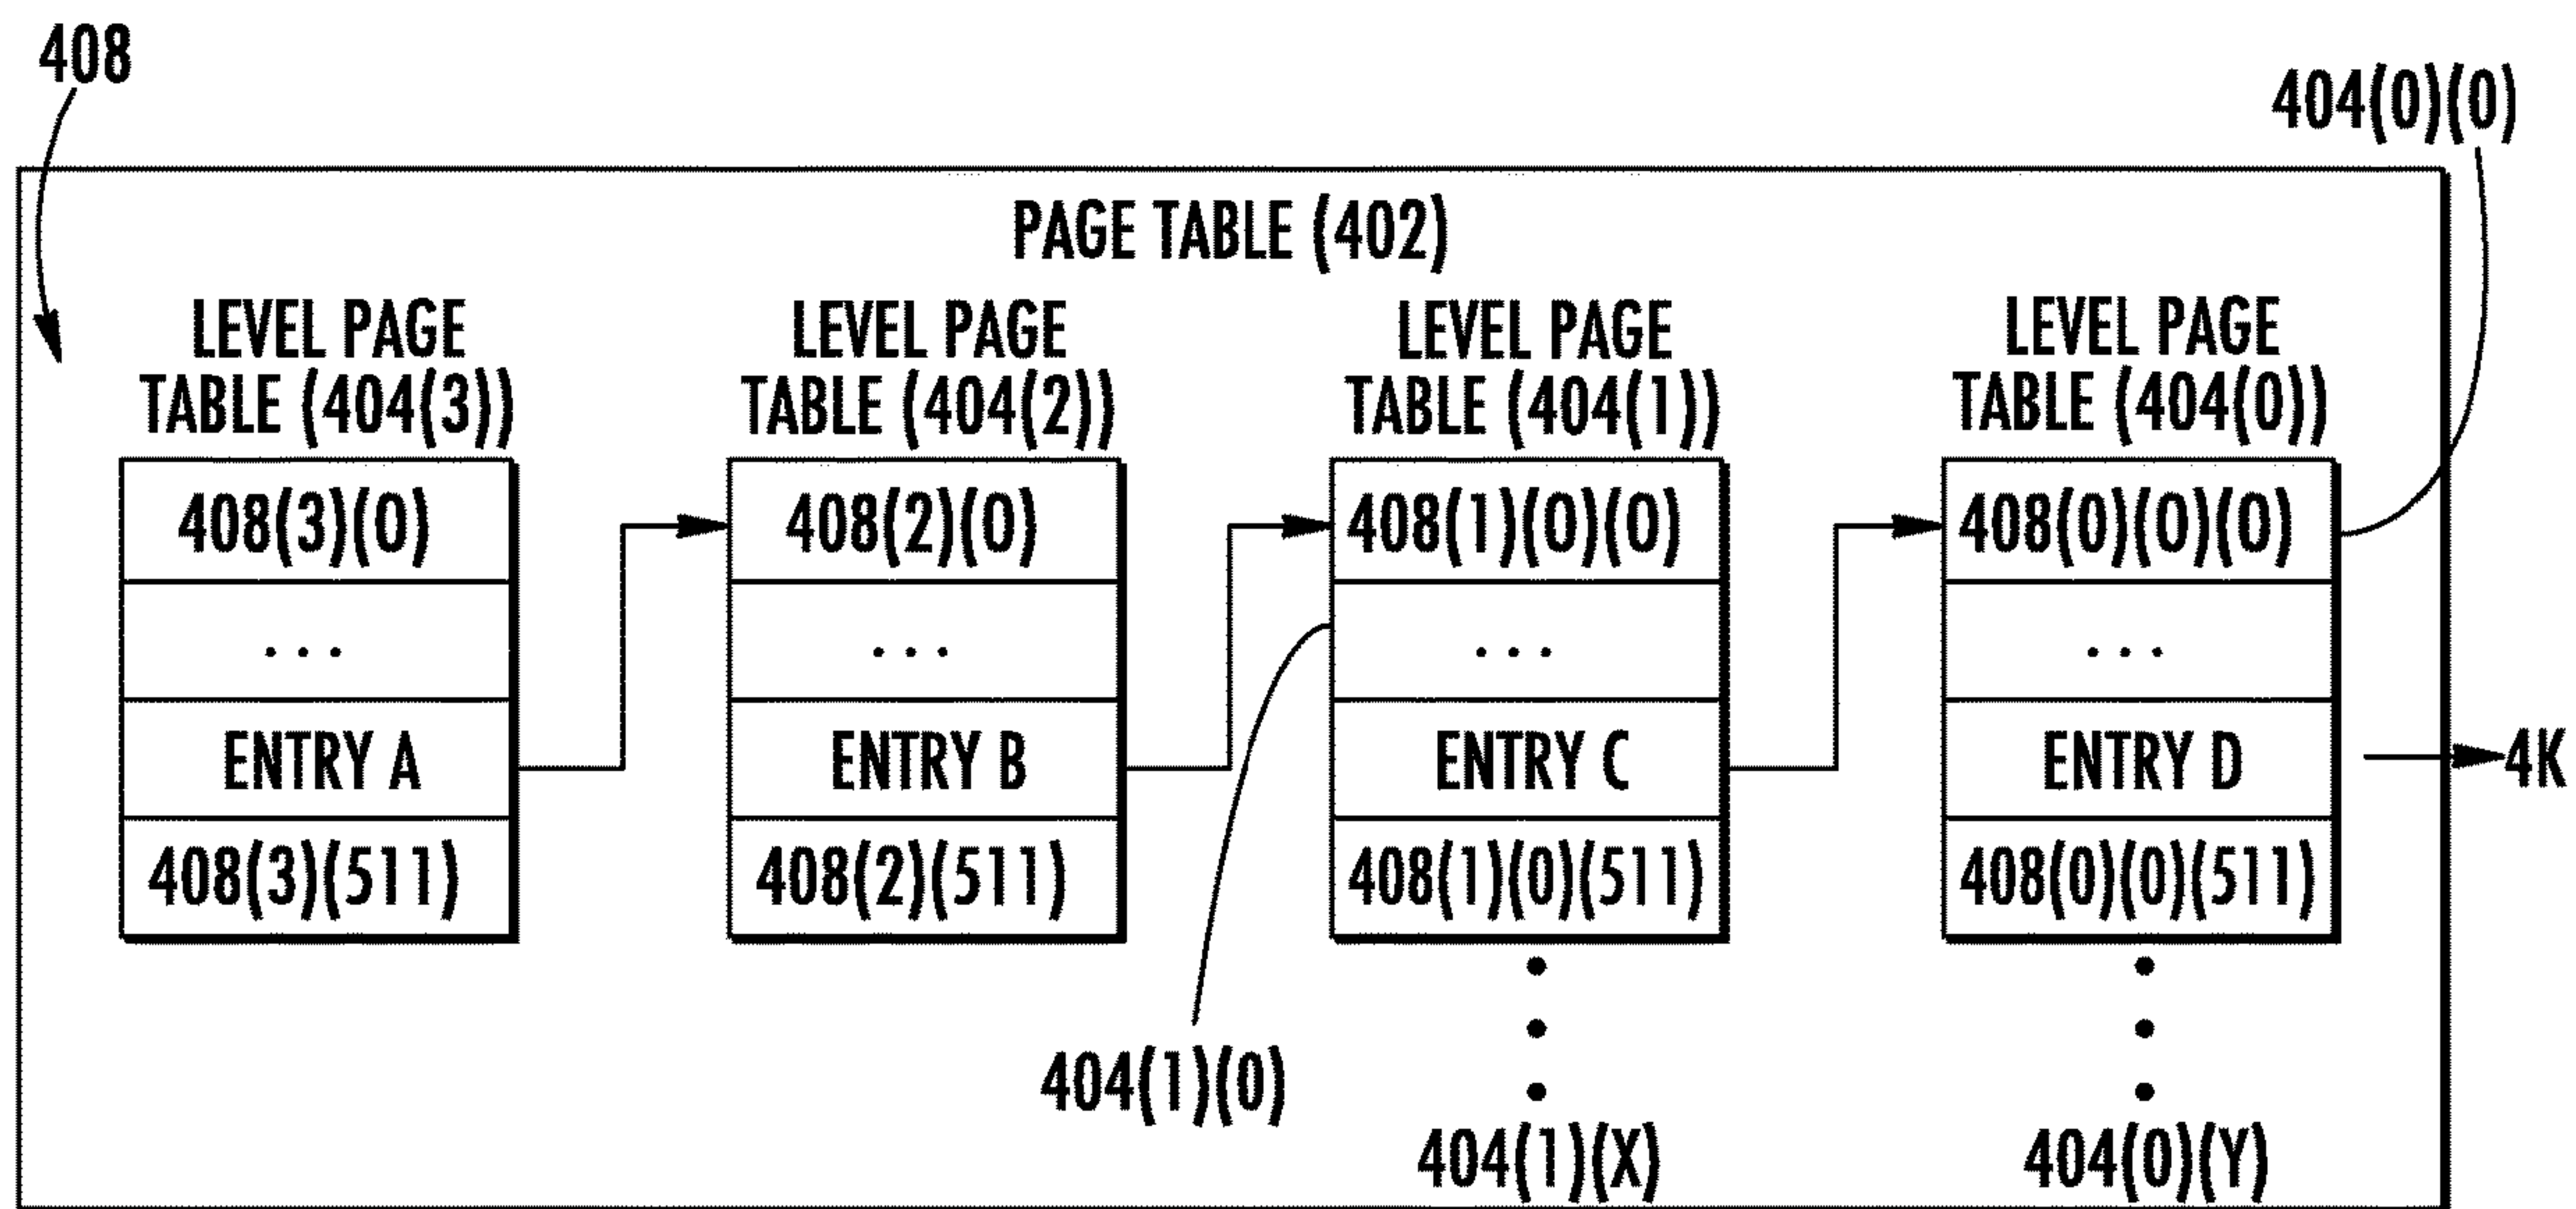 408
404(0)(0)
PAGE TABLE (402)
LEVEL PAGE
TABLE (404(3))
408(3)(0)
...
ENTRY A
408(3)(511)
LEVEL PAGE
TABLE (404(2))
408(2)(0)
...
ENTRY B
408(2)(511)
LEVEL PAGE
TABLE (404(1))
408(1)(0)(0)
...
ENTRY C
408(1)(0)(511)
404(1)(0)
404(1)(X)
LEVEL PAGE
TABLE (404(0))
408(0)(0)(0)
...
ENTRY D
408(0)(0)(511)
404(0)(Y)
4K